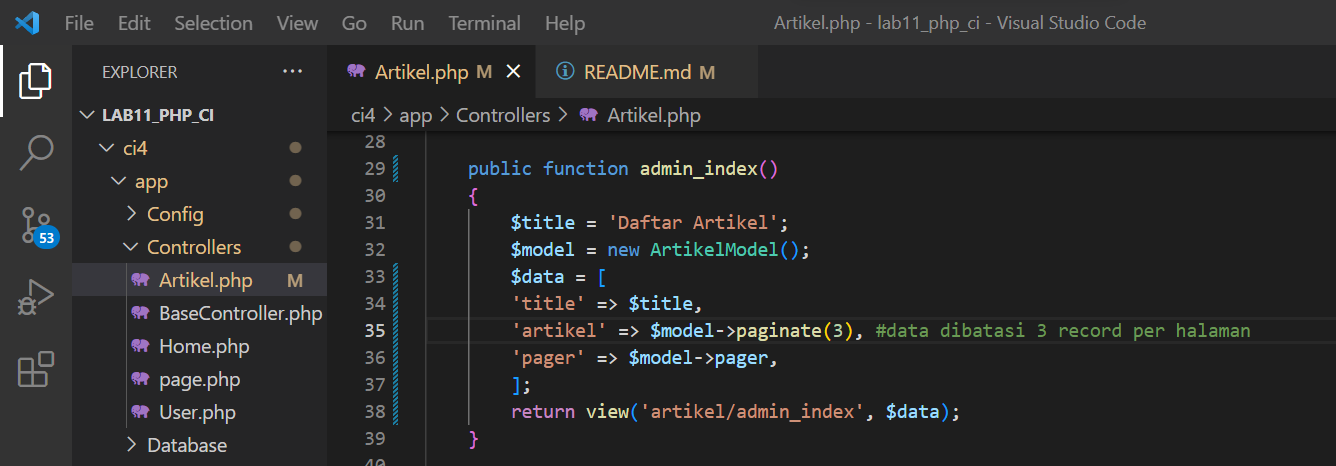 File Edit Selection View Go Run Terminal Help Artikel.php - lab11_php_ci - Visual Studio Code
EXPLORER ···
Artikel.php M
README.md M
LAB11_PHP_CI
ci4
app
Config
Controllers
Artikel.php M
BaseController.php
Home.php
page.php
User.php
Database
53
ci4 > app > Controllers > Artikel.php
28
29 public function admin_index()
30 {
31 $title = 'Daftar Artikel';
32 $model = new ArtikelModel();
33 $data = [
34 'title' => $title,
35 'artikel' => $model->paginate(3), #data dibatasi 3 record per halaman
36 'pager' => $model->pager,
37 ];
38 return view('artikel/admin_index', $data);
39 }
40